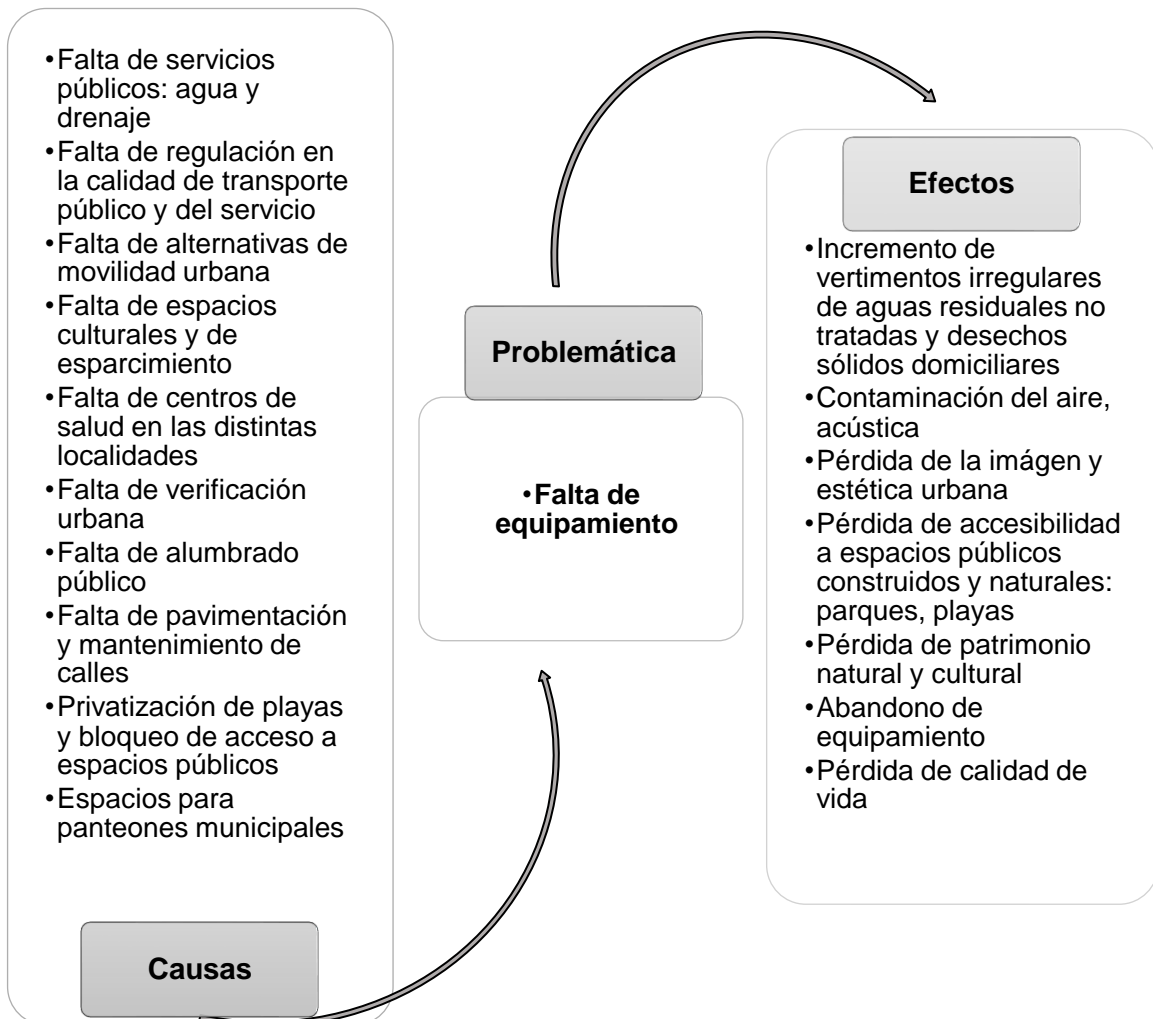 •Falta de servicios
públicos: agua y
drenaje
•Falta de regulación en
la calidad de transporte
público y del servicio
•Falta de alternativas de
movilidad urbana
•Falta de espacios
culturales y de
esparcimiento
•Falta de centros de
salud en las distintas
localidades
•Falta de verificación
urbana
•Falta de alumbrado
público
•Falta de pavimentación
y mantenimiento de
calles
•Privatización de playas
y bloqueo de acceso a
espacios públicos
•Espacios para
panteones municipales
Causas
Problemática
•Falta de
equipamiento
Efectos
•Incremento de
vertimentos irregulares
de aguas residuales no
tratadas y desechos
sólidos domiciliares
•Contaminación del aire,
acústica
•Pérdida de la imágen y
estética urbana
•Pérdida de accesibilidad
a espacios públicos
construidos y naturales:
parques, playas
•Pérdida de patrimonio
natural y cultural
•Abandono de
equipamiento
•Pérdida de calidad de
vida